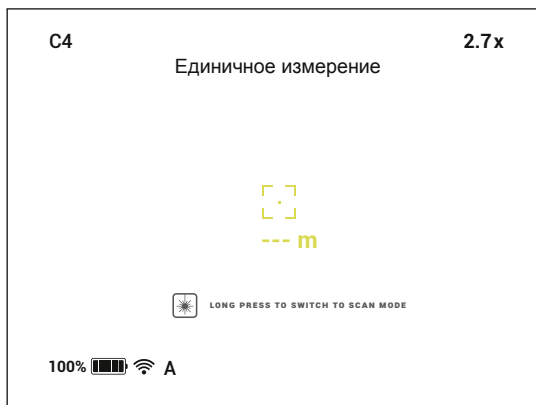 C4 2.7x
Единичное измерение
--- m
LONG PRESS TO SWITCH TO SCAN MODE
100% A